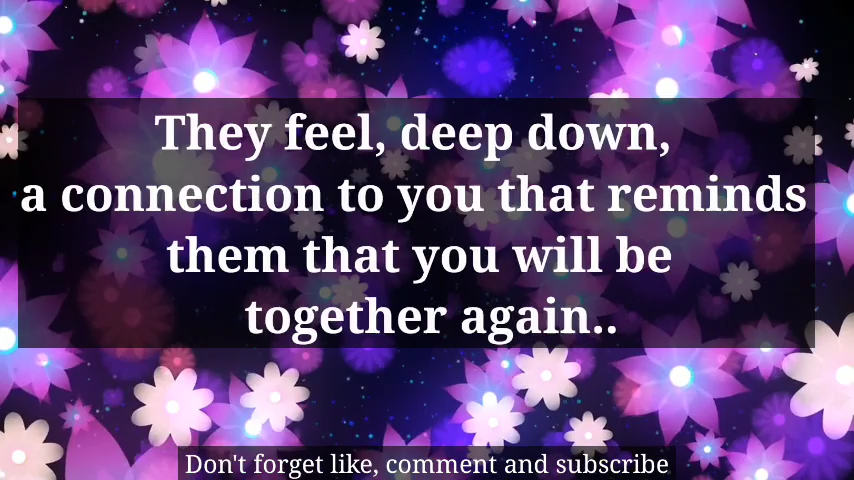 They feel, deep down,
a connection to you that reminds
them that you will be
together again..
Don't forget like, comment and subscribe